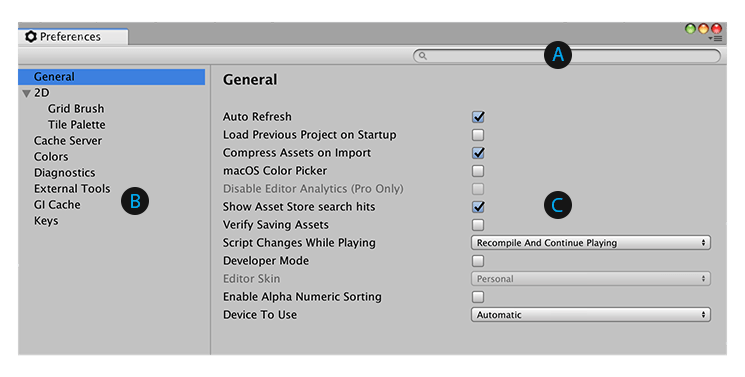 Preferences
A
General
2D
Grid Brush
Tile Palette
Cache Server
Colors
Diagnostics
External Tools
GI Cache
Keys
B
General
Auto Refresh
Load Previous Project on Startup
Compress Assets on Import
macOS Color Picker
Disable Editor Analytics (Pro Only)
Show Asset Store search hits
C
Verify Saving Assets
Script Changes While Playing Recompile And Continue Playing
Developer Mode
Editor Skin Personal
Enable Alpha Numeric Sorting
Device To Use Automatic